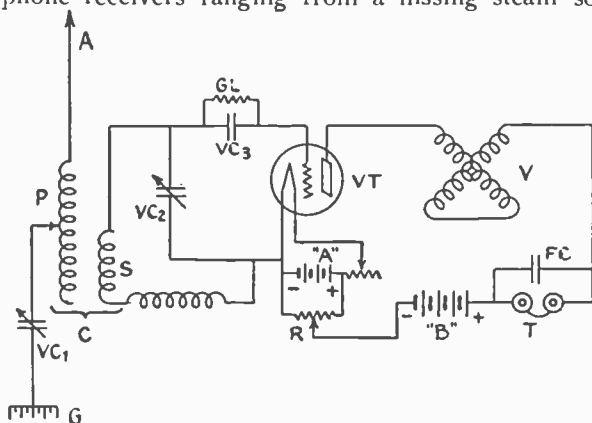 phone receivers ranging from a hissing steam so
A
GL
VC3
P
VT
V
VC2
S
"A"
- +
FC
C
R
- "B" +
T
VC1
G